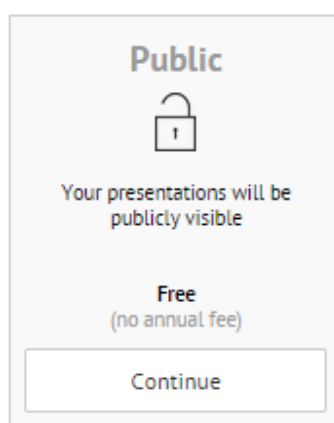 Public
Your presentations will be
publicly visible
Free
(no annual fee)
Continue